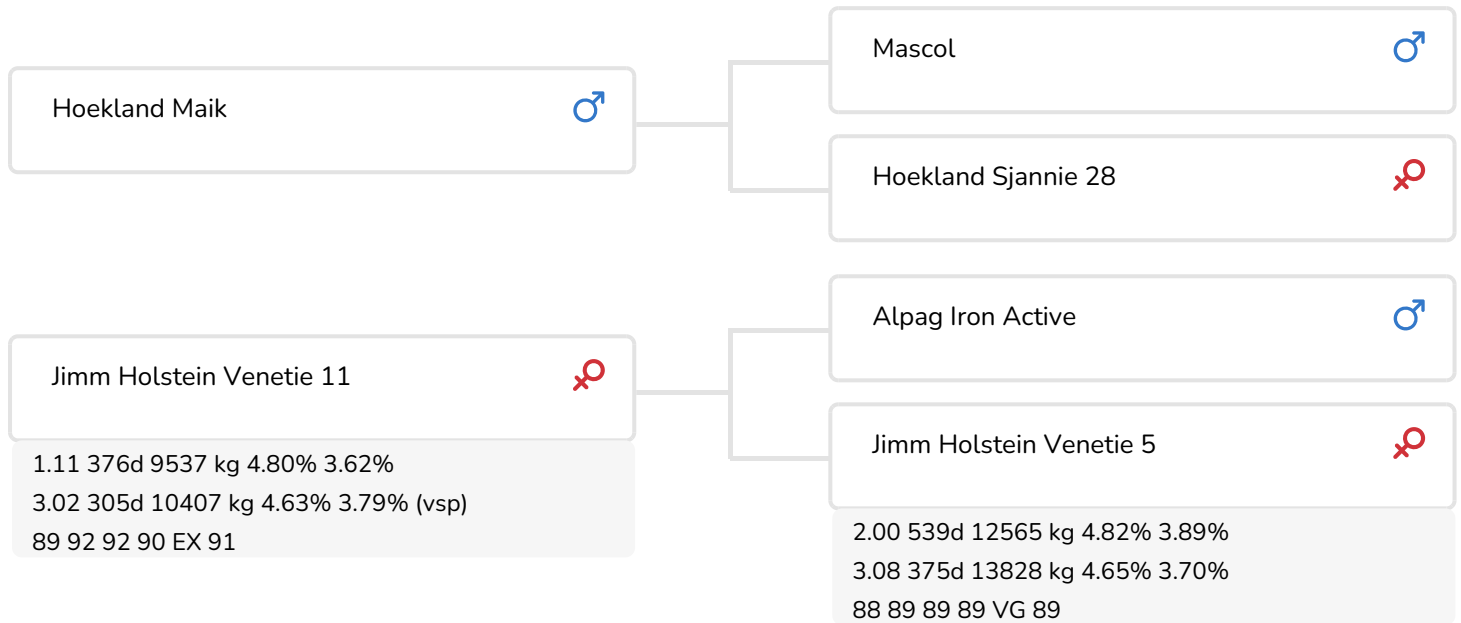 Mascol
Hoekland Maik
Hoekland Sjannie 28
Alpag Iron Active
Jimm Holstein Venetie 11
1.11 376d 9537 kg 4.80% 3.62%
3.02 305d 10407 kg 4.63% 3.79% (vsp)
89 92 92 90 EX 91
Jimm Holstein Venetie 5
2.00 539d 12565 kg 4.82% 3.89%
3.08 375d 13828 kg 4.65% 3.70%
88 89 89 89 VG 89